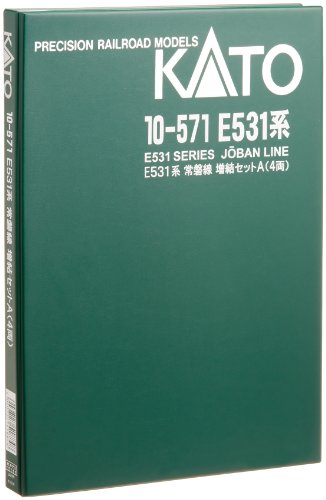 PRECISION RAILROAD MODELS
KATO
10-571 E531系
E531 SERIES JŌBAN LINE
E531系 常磐線 増結セットA(4両)
10-571 E531系 常磐線 増結セットA(4両)